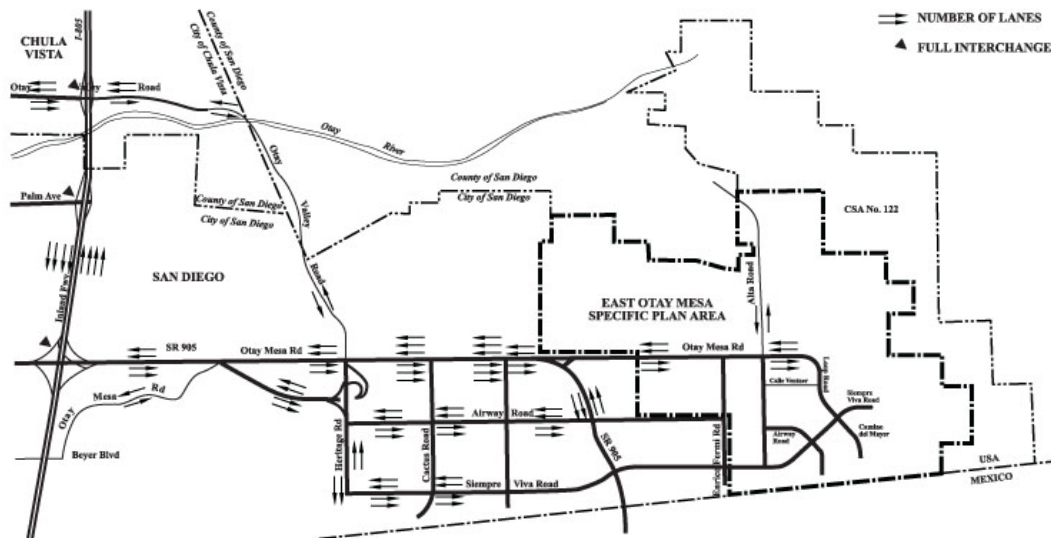 NUMBER OF LANES
FULL INTERCHANGE
CHULA
VISTA
I-805
County of San Diego
City of Chula Vista
Otay Valley Road
Otay
River
Otay
Valley
Road
Palm Ave
County of San Diego
City of San Diego
County of San Diego
City of San Diego
CSA No. 122
SAN DIEGO
Inland Fwy
EAST OTAY MESA
SPECIFIC PLAN AREA
Alta Road
SR 905
Otay Mesa Rd
Otay Mesa Rd
Loop Road
Calle Ventner
Siempre
Viva Road
Otay Mesa Rd
Heritage Rd
Airway Road
Cactus Road
SR 905
Enrico Fermi Rd
Airway
Road
Camino
del Mayor
Beyer Blvd
Siempre Viva Road
USA
MEXICO